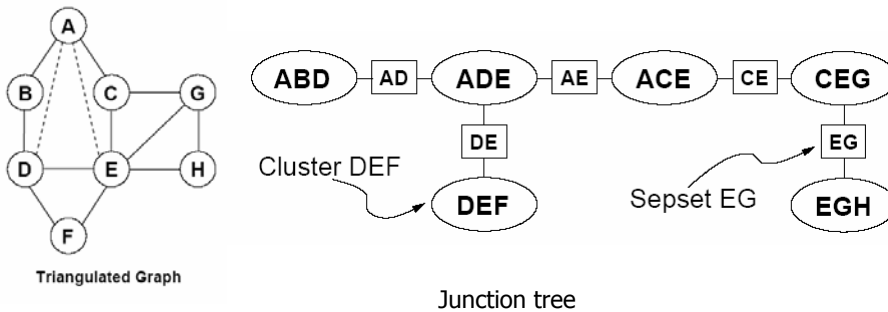 A
B
C
G
D
E
H
F
Triangulated Graph
ABD
AD
ADE
AE
ACE
CE
CEG
DE
EG
Cluster DEF
Sepset EG
DEF
EGH
Junction tree